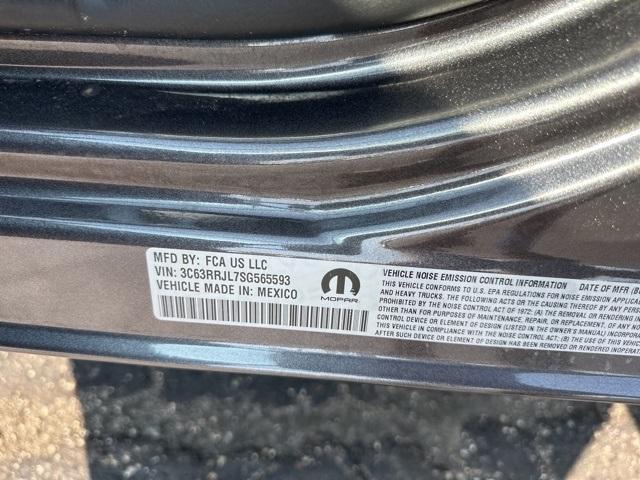 MFD BY: FCA US LLC
VIN: 3C63RRJL7SG565593
VEHICLE MADE IN: MEXICO
MOPAR
VEHICLE NOISE EMISSION CONTROL INFORMATION DATE OF MFR
THIS VEHICLE CONFORMS TO U.S. EPA REGULATIONS FOR NOISE EMISSION
AND HEAVY TRUCKS. THE FOLLOWING ACTS OR THE CAUSING THEREOF BY ANY
PROHIBITED BY THE NOISE CONTROL ACT OF 1972: (A) THE REMOVAL OR RENDERING
OTHER THAN FOR PURPOSES OF MAINTENANCE, REPAIR, OR REPLACEMENT, OF ANY
DEVICE OR ELEMENT OF DESIGN (LISTED IN THE OWNER'S MANUAL)
THIS VEHICLE IN COMPLIANCE WITH THE NOISE CONTROL ACT; (B) THE USE OF THIS
AFTER SUCH DEVICE OR ELEMENT OF DESIGN HAS BEEN REMOVED OR RENDERED